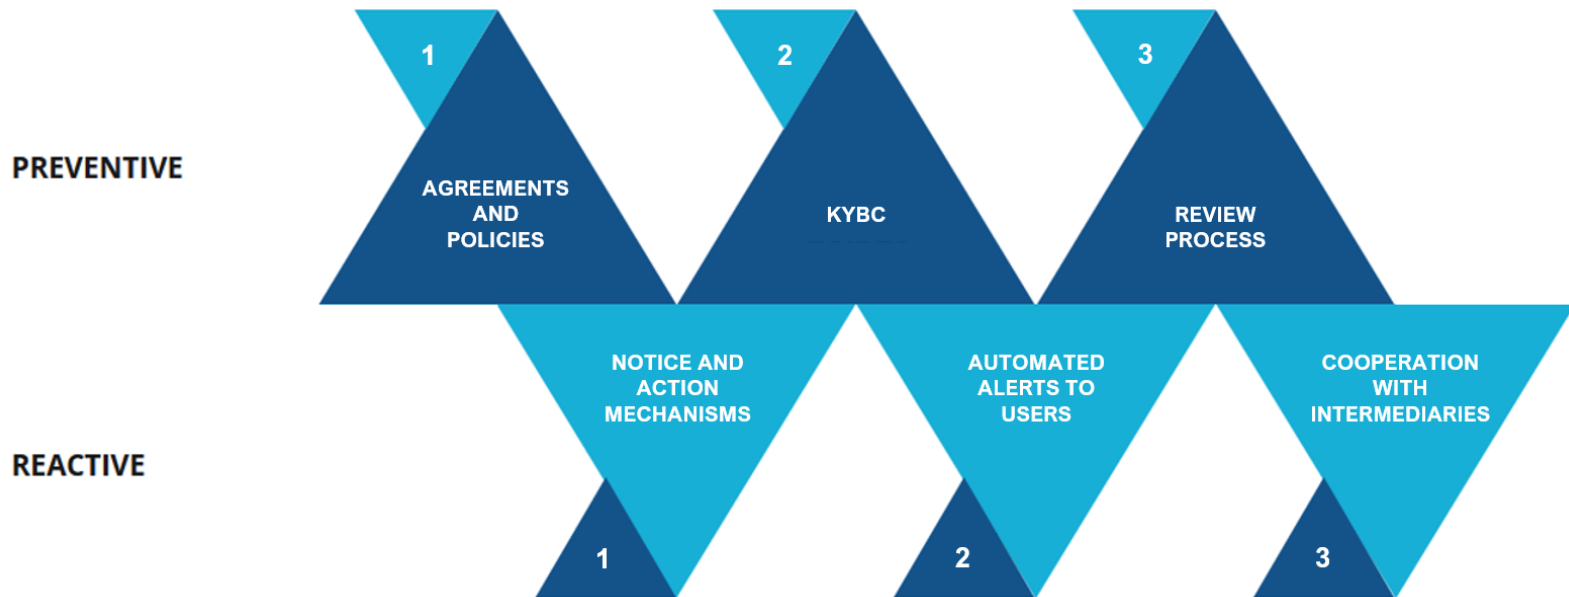 1
2
3
PREVENTIVE
AGREEMENTS
AND
POLICIES
KYBC
REVIEW
PROCESS
NOTICE AND
ACTION
MECHANISMS
AUTOMATED
ALERTS TO
USERS
COOPERATION
WITH
INTERMEDIARIES
REACTIVE
1
2
3